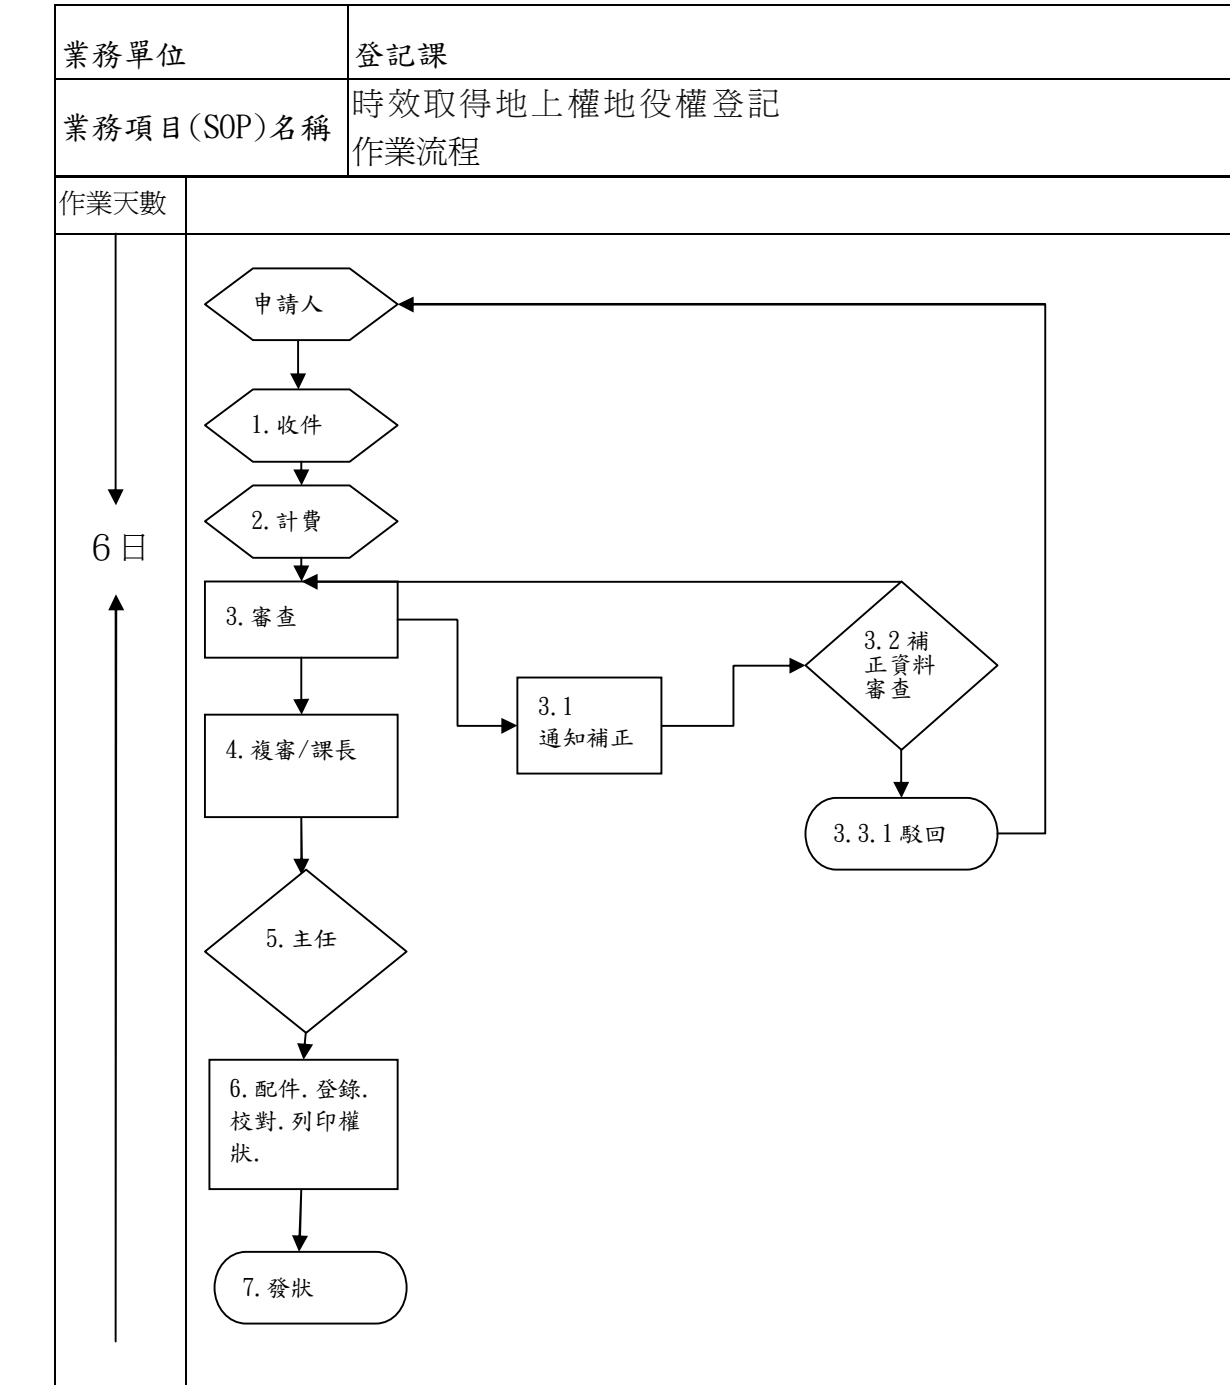 業務單位
登記課
業務項目(SOP)名稱
時效取得地上權地役權登記
作業流程
作業天數
6日
申請人
1.收件
2.計費
3.審查
3.1
通知補正
3.2補
正資料
審查
4.複審/課長
3.3.1駁回
5.主任
6.配件.登錄.
校對.列印權
狀.
7.發狀